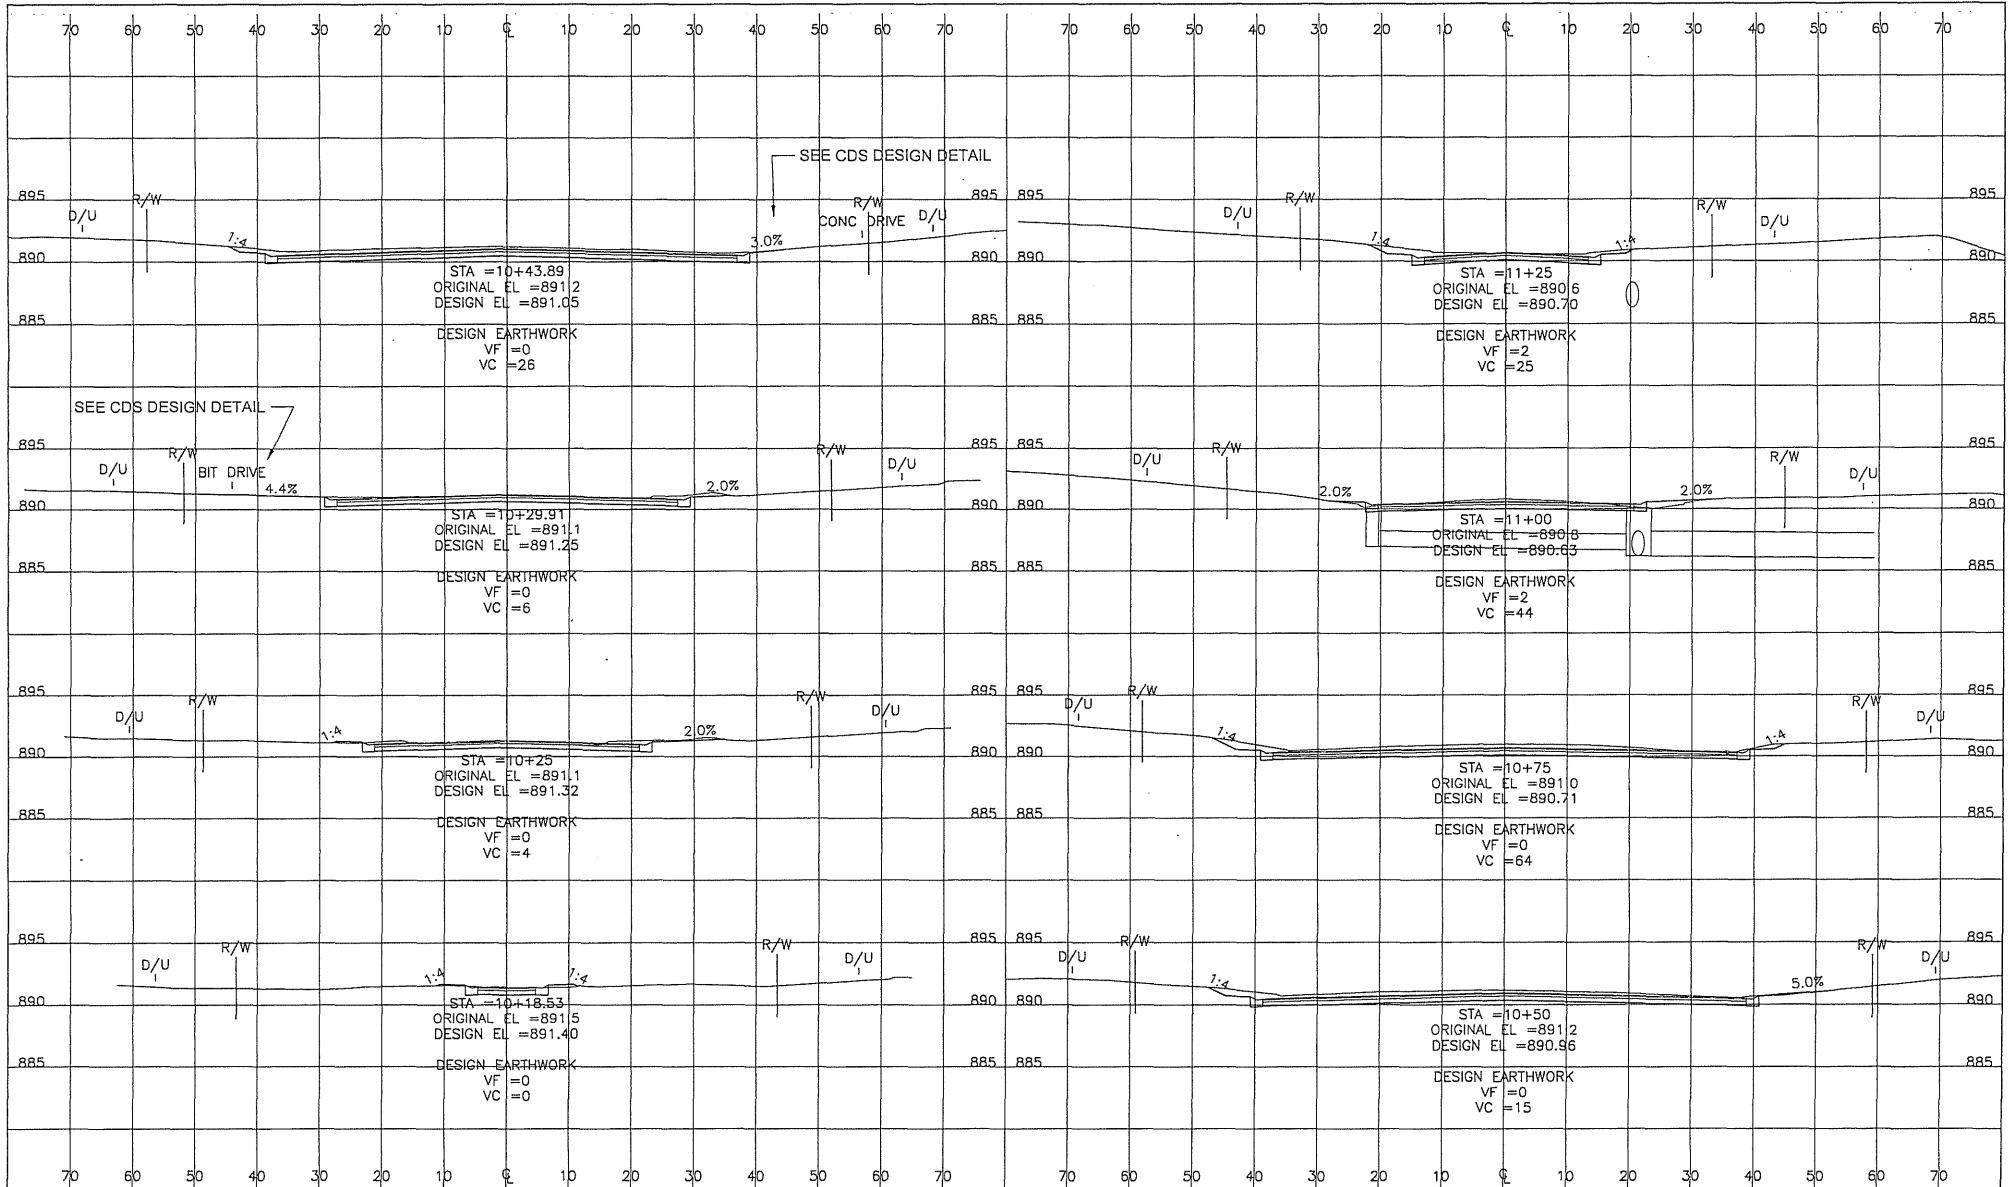 70 60 50 40 30 20 10 CL 10 20 30 40 50 60 70 70 60 50 40 30 20 10 CL 10 20 30 40 50 60 70
SEE CDS DESIGN DETAIL
895 895
890 890
885 885
D/U R/W 1:4 3.0% CONC DRIVE R/W D/U
STA =10+43.89
ORIGINAL EL =891.2
DESIGN EL =891.05
DESIGN EARTHWORK
VF =0
VC =26
895 895
890 890
885 885
D/U R/W 1:4 1:4 R/W D/U
STA =11+25
ORIGINAL EL =890.6
DESIGN EL =890.70
DESIGN EARTHWORK
VF =2
VC =25
SEE CDS DESIGN DETAIL
895 895
890 890
885 885
D/U R/W BIT DRIVE 4.4% 2.0% R/W D/U
STA =10+29.91
ORIGINAL EL =891.1
DESIGN EL =891.25
DESIGN EARTHWORK
VF =0
VC =6
895 895
890 890
885 885
D/U R/W 2.0% 2.0% R/W D/U
STA =11+00
ORIGINAL EL =890.8
DESIGN EL =890.63
DESIGN EARTHWORK
VF =2
VC =44
895 895
890 890
885 885
D/U R/W 1:4 2.0% R/W D/U
STA =10+25
ORIGINAL EL =891.1
DESIGN EL =891.32
DESIGN EARTHWORK
VF =0
VC =4
895 895
890 890
885 885
D/U R/W 1:4 1:4 R/W D/U
STA =10+75
ORIGINAL EL =891.0
DESIGN EL =890.71
DESIGN EARTHWORK
VF =0
VC =64
895 895
890 890
885 885
D/U R/W 1:4 1:4 R/W D/U
STA =10+18.53
ORIGINAL EL =891.5
DESIGN EL =891.40
DESIGN EARTHWORK
VF =0
VC =0
895 895
890 890
885 885
D/U R/W 1:4 5.0% R/W D/U
STA =10+50
ORIGINAL EL =891.2
DESIGN EL =890.96
DESIGN EARTHWORK
VF =0
VC =15
70 60 50 40 30 20 10 CL 10 20 30 40 50 60 70 70 60 50 40 30 20 10 CL 10 20 30 40 50 60 70